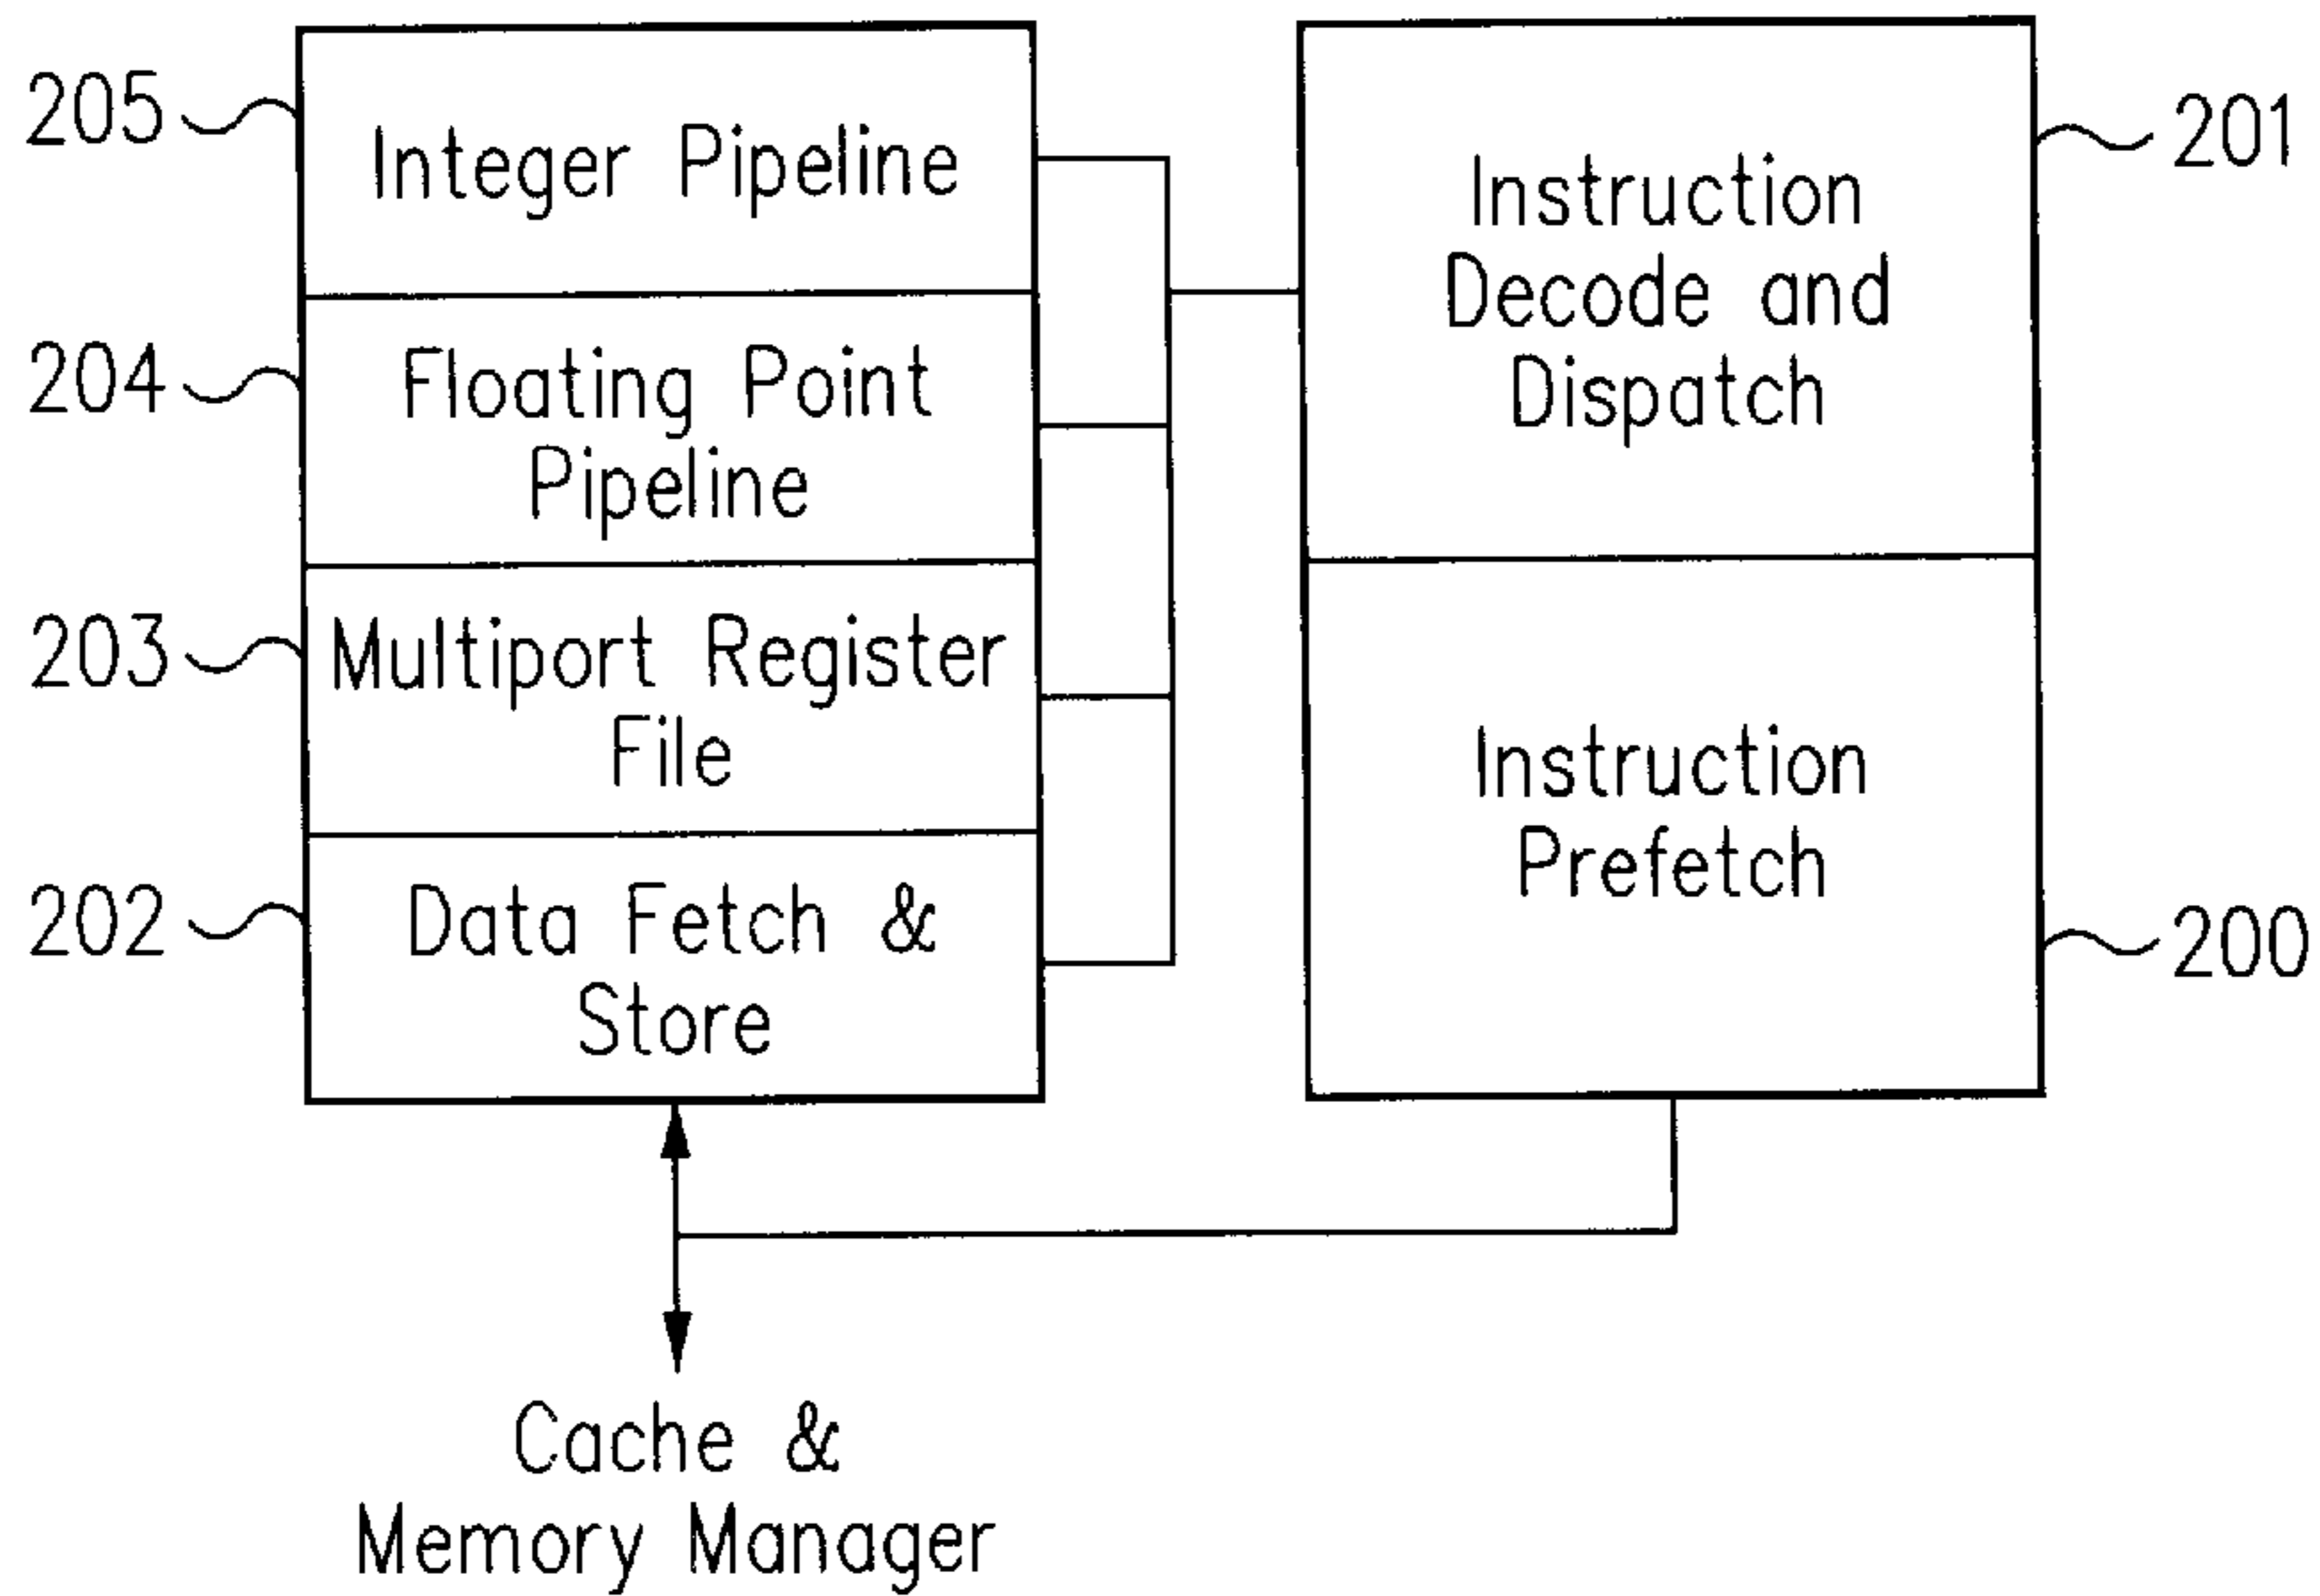 205
Integer Pipeline
204
Floating Point
Pipeline
203
Multiport Register
File
202
Data Fetch &
Store
201
Instruction
Decode and
Dispatch
Instruction
Prefetch
200
Cache &
Memory Manager